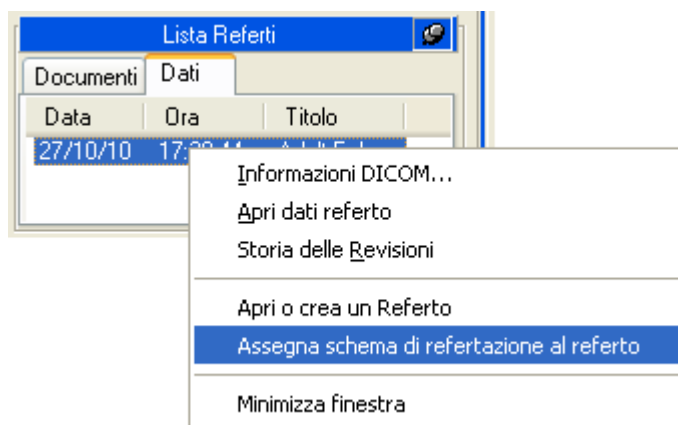 Lista Referti
Documenti Dati
Data Ora Titolo
27/10/10
Informazioni DICOM...
Apri dati referto
Storia delle Revisioni
Apri o crea un Referto
Assegna schema di refertazione al referto
Minimizza finestra